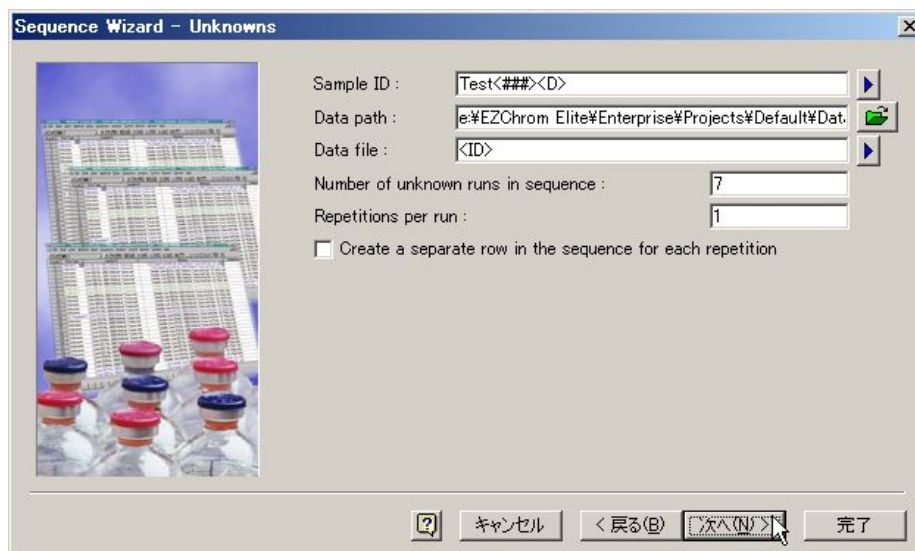 Sequence Wizard - Unknowns
Sample ID : Test<###><D>
Data path : e:¥EZChrom Elite¥Enterprise¥Projects¥Default¥Dat
Data file : <ID>
Number of unknown runs in sequence : 7
Repetitions per run : 1
Create a separate row in the sequence for each repetition
キャンセル < 戻る(B) 次へ(N) > 完了